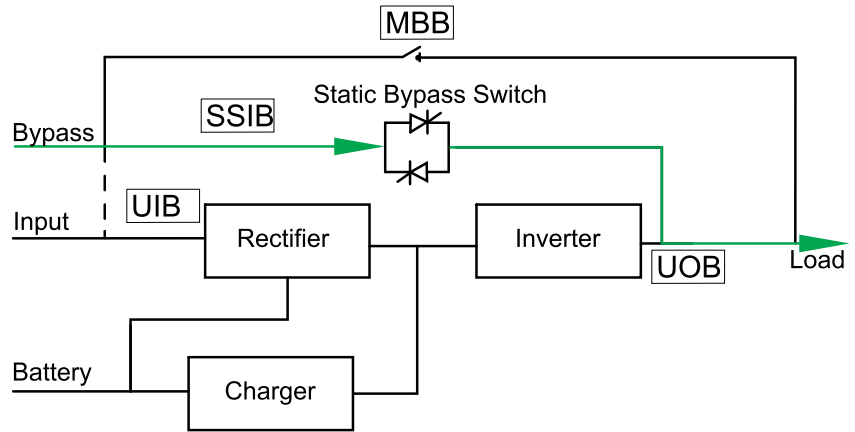 MBB
Static Bypass Switch
SSIB
Bypass
UIB
Input
Rectifier
Inverter
UOB
Load
Battery
Charger